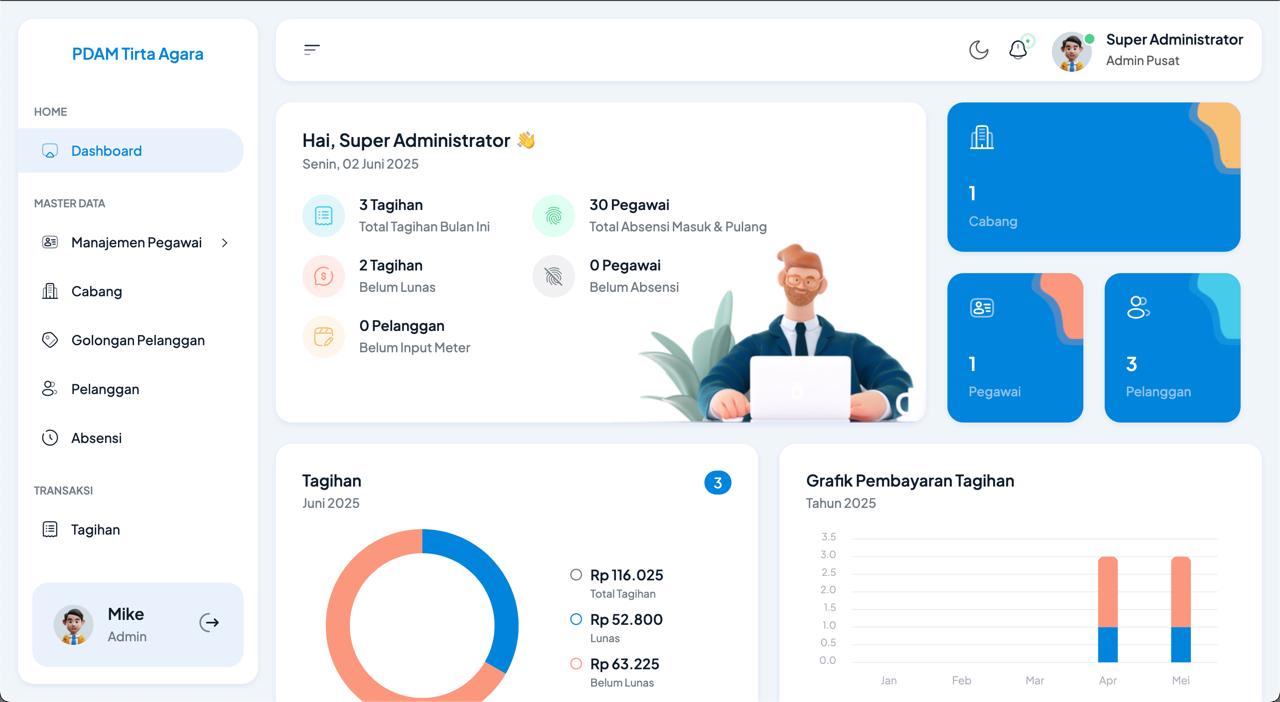 PDAM Tirta Agara
HOME
Dashboard
MASTER DATA
Manajemen Pegawai
Cabang
Golongan Pelanggan
Pelanggan
Absensi
TRANSAKSI
Tagihan
Mike
Admin
Super Administrator
Admin Pusat
Hai, Super Administrator 👋
Senin, 02 Juni 2025
3 Tagihan
Total Tagihan Bulan Ini
30 Pegawai
Total Absensi Masuk & Pulang
2 Tagihan
Belum Lunas
0 Pegawai
Belum Absensi
0 Pelanggan
Belum Input Meter
1
Cabang
1
Pegawai
3
Pelanggan
Tagihan
3
Juni 2025
Rp 116.025
Total Tagihan
Rp 52.800
Lunas
Rp 63.225
Belum Lunas
Grafik Pembayaran Tagihan
Tahun 2025
3.5
3.0
2.5
2.0
1.5
1.0
0.5
0.0
Jan Feb Mar Apr Mei